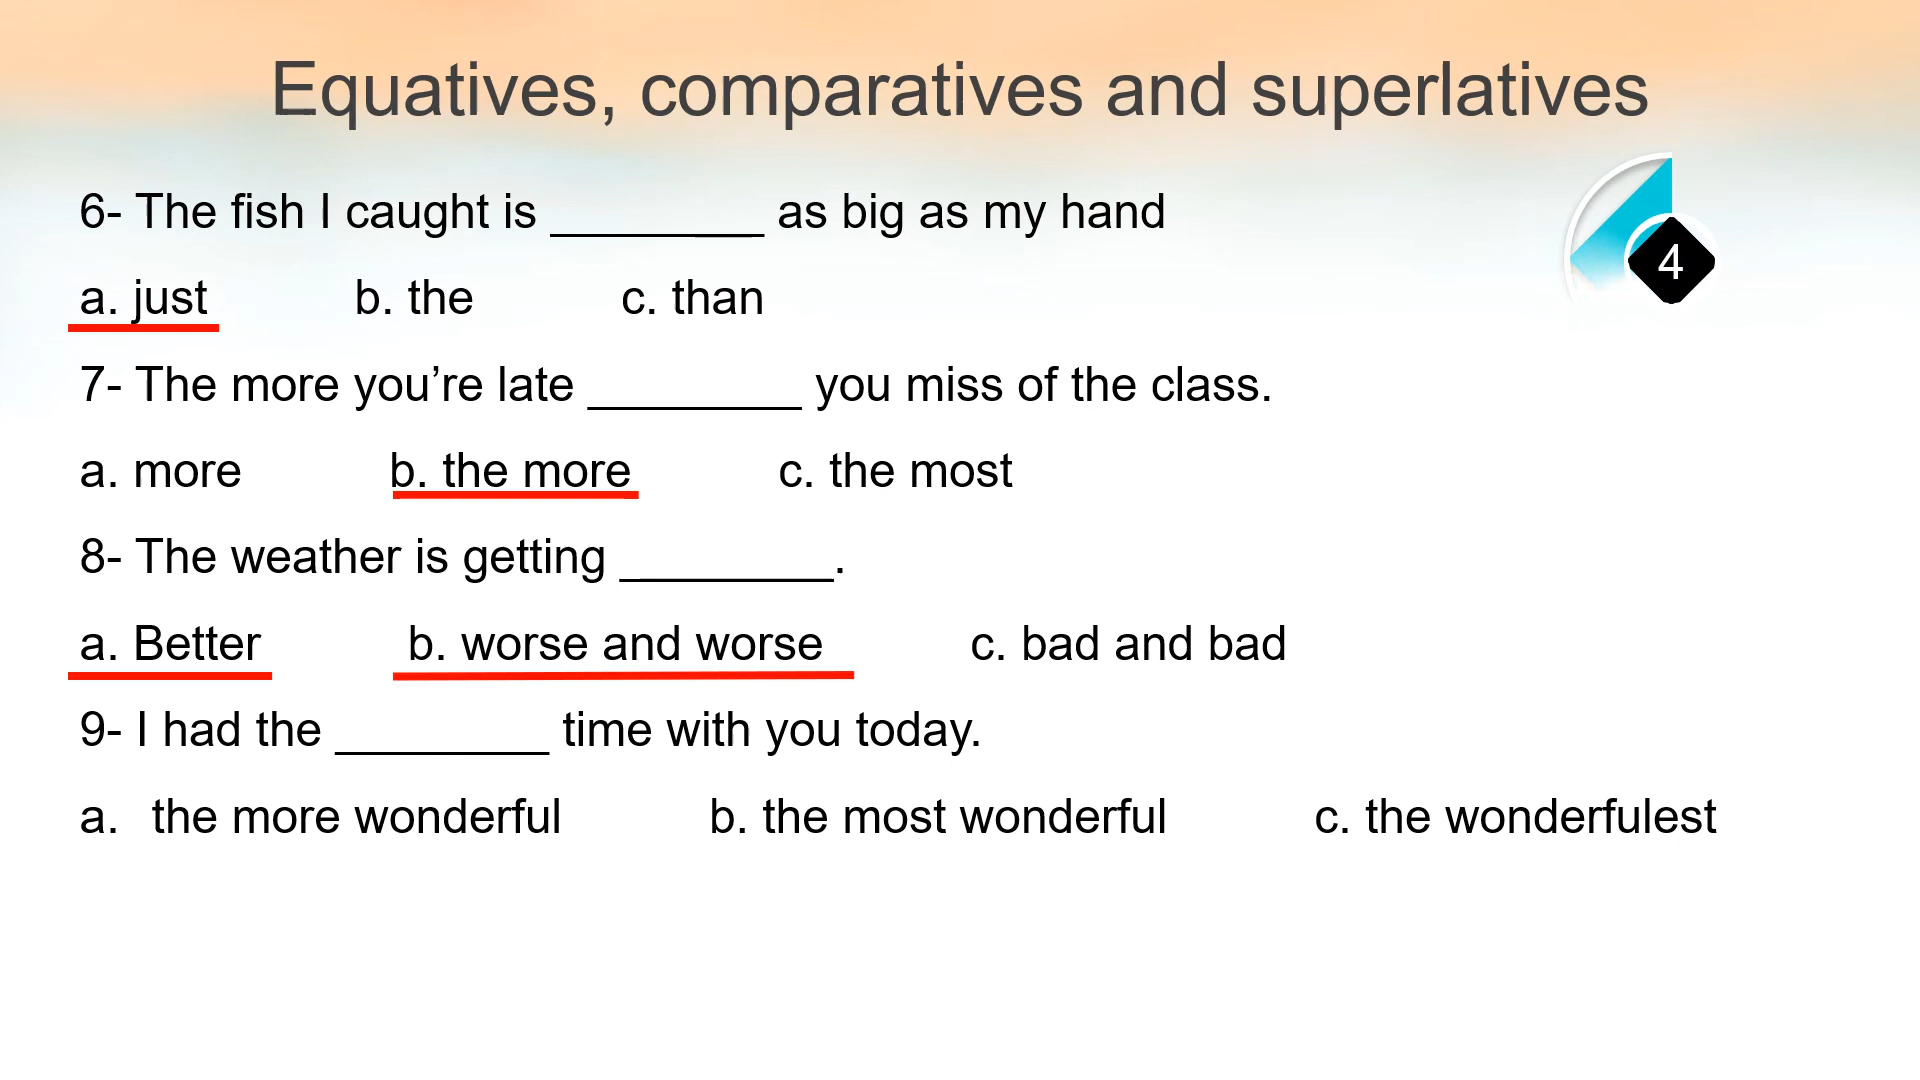 Equatives, comparatives and superlatives
4
6- The fish I caught is ________ as big as my hand
a. just b. the c. than
7- The more you’re late ________ you miss of the class.
a. more b. the more c. the most
8- The weather is getting ________.
a. Better b. worse and worse c. bad and bad
9- I had the ________ time with you today.
a. the more wonderful b. the most wonderful c. the wonderfulest